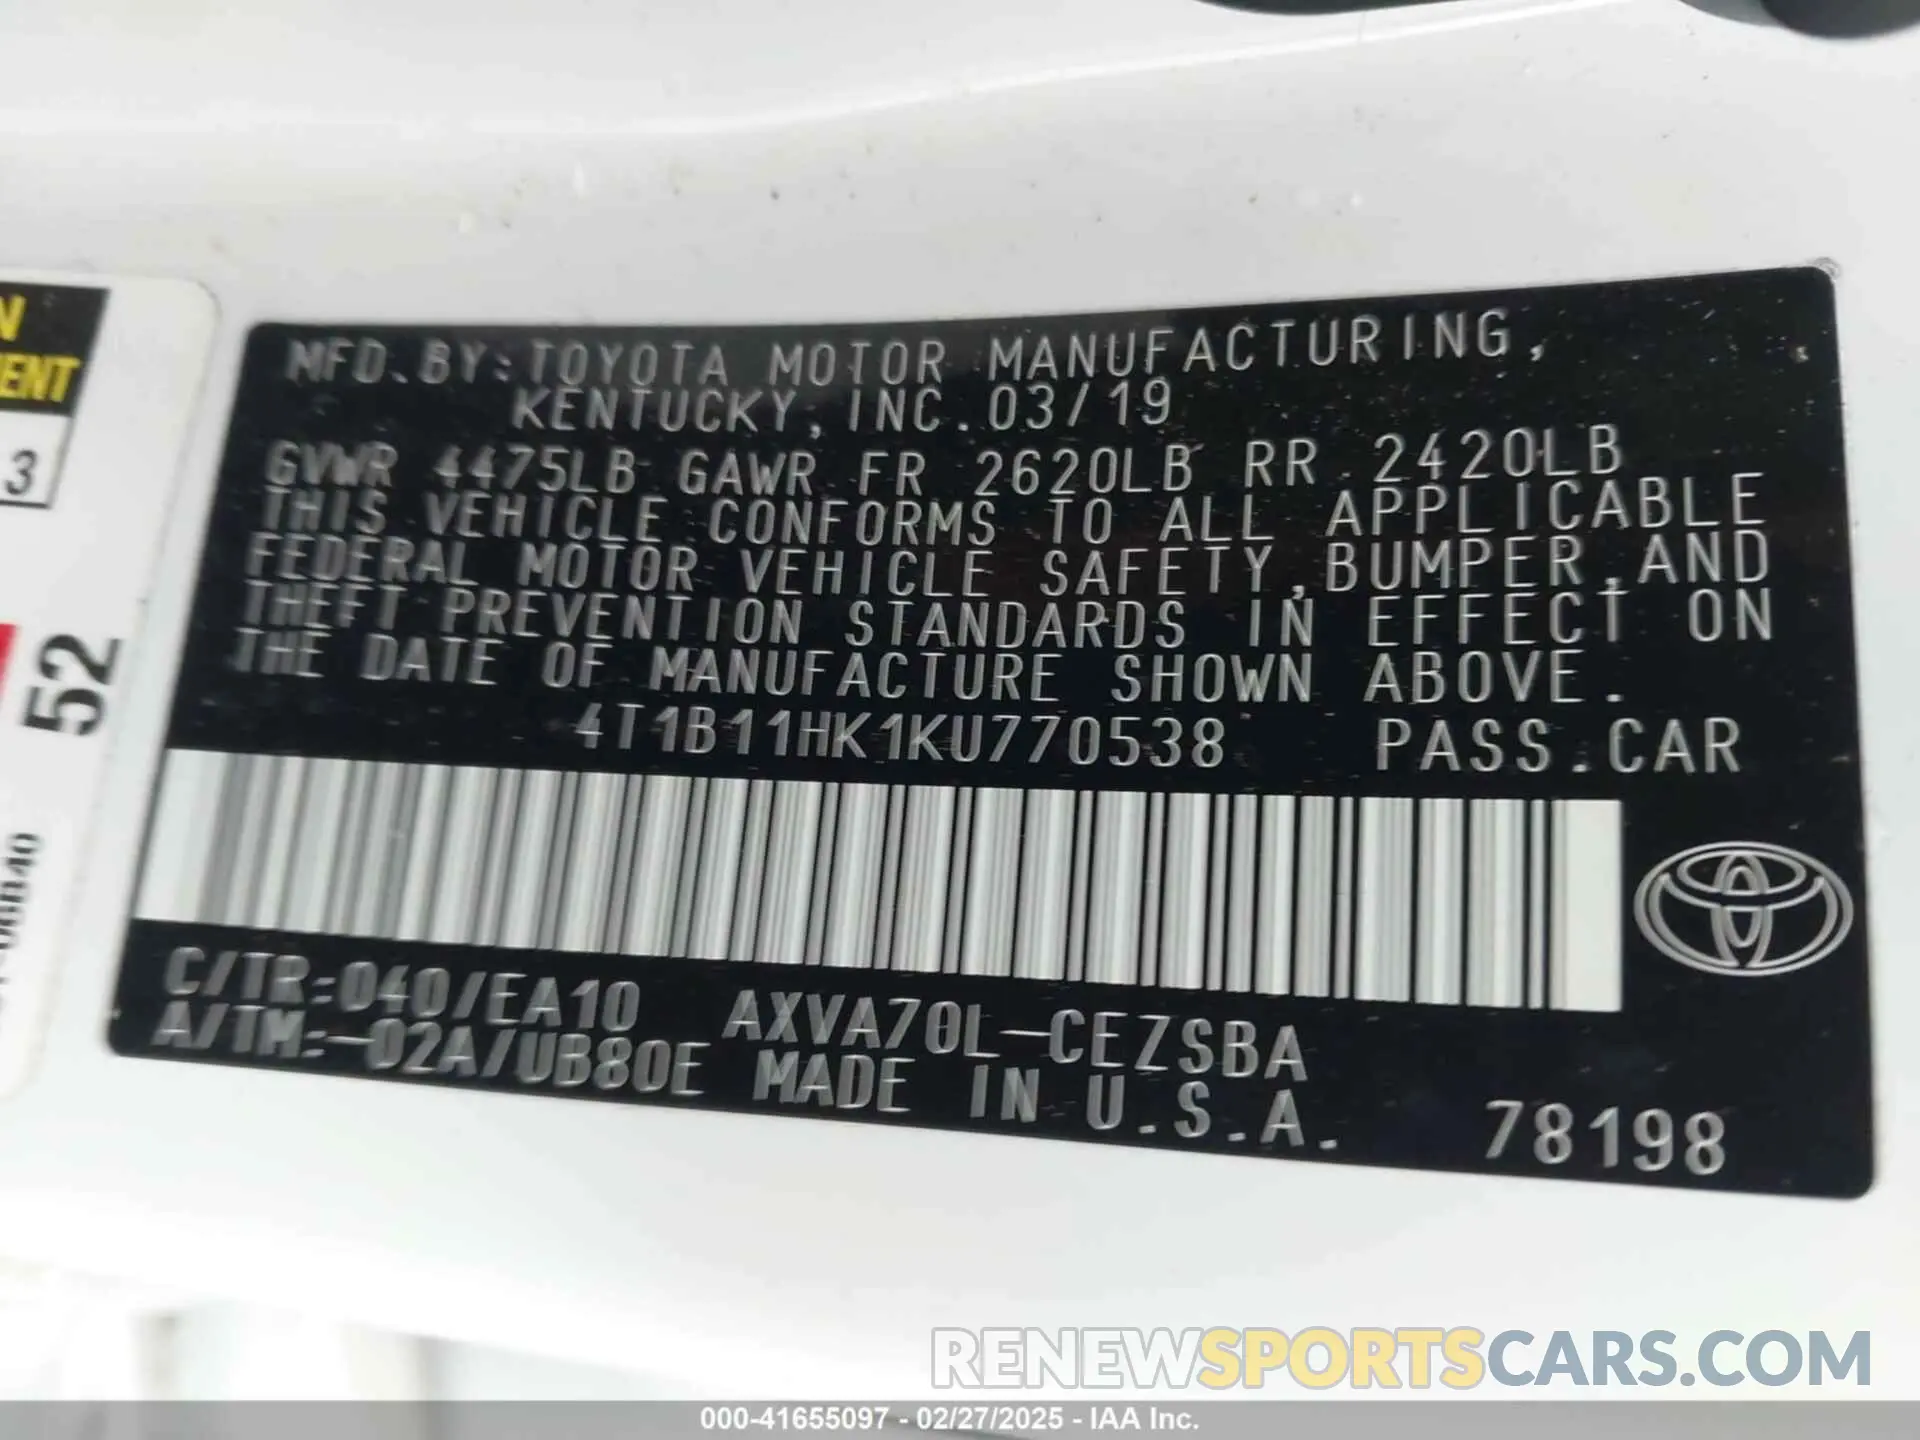 N
ENT
3
52
06B40
MFD. BY: TOYOTA MOTOR MANUFACTURING,
KENTUCKY, INC. 03/19
GVWR 4475LB GAWR FR 2620LB RR 2420LB
THIS VEHICLE CONFORMS TO ALL APPLICABLE
FEDERAL MOTOR VEHICLE SAFETY, BUMPER, AND
THEFT PREVENTION STANDARDS IN EFFECT ON
THE DATE OF MANUFACTURE SHOWN ABOVE.
4T1B11HK1KU770538 PASS. CAR
C/TR:040/EA10 AXVA70L-CEZSBA
A/TM:-02A/UB80E MADE IN U.S.A. 78198
RENEWSPORTSCARS.COM
000-41655097 - 02/27/2025 - IAA Inc.